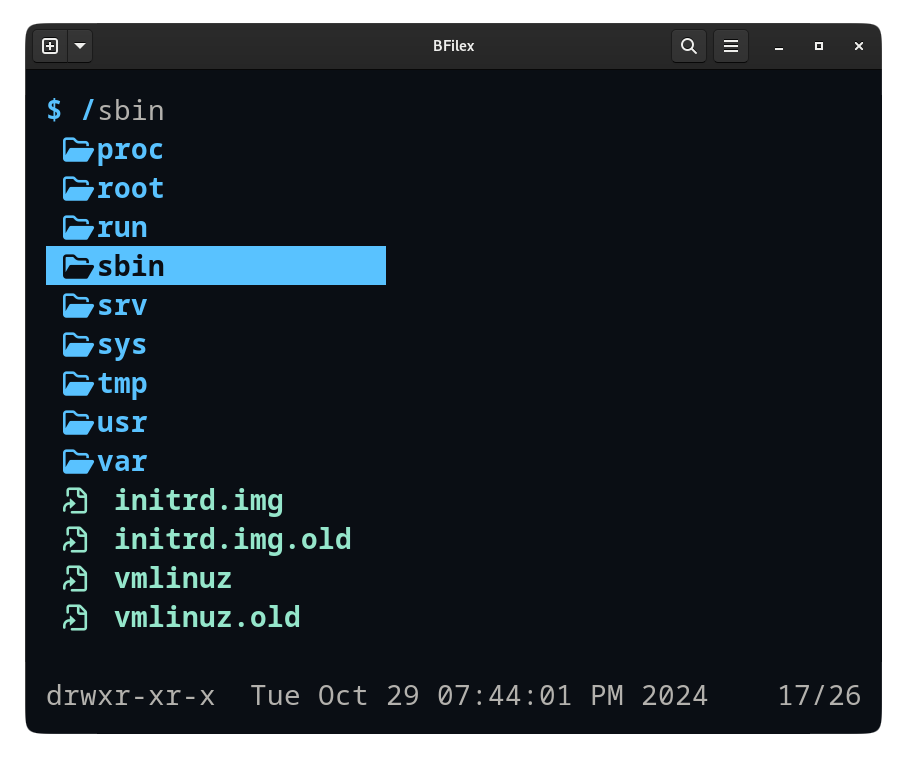 BFilex
$ /sbin
proc
root
run
sbin
srv
sys
tmp
usr
var
initrd.img
initrd.img.old
vmlinuz
vmlinuz.old
drwxr-xr-x Tue Oct 29 07:44:01 PM 2024 17/26